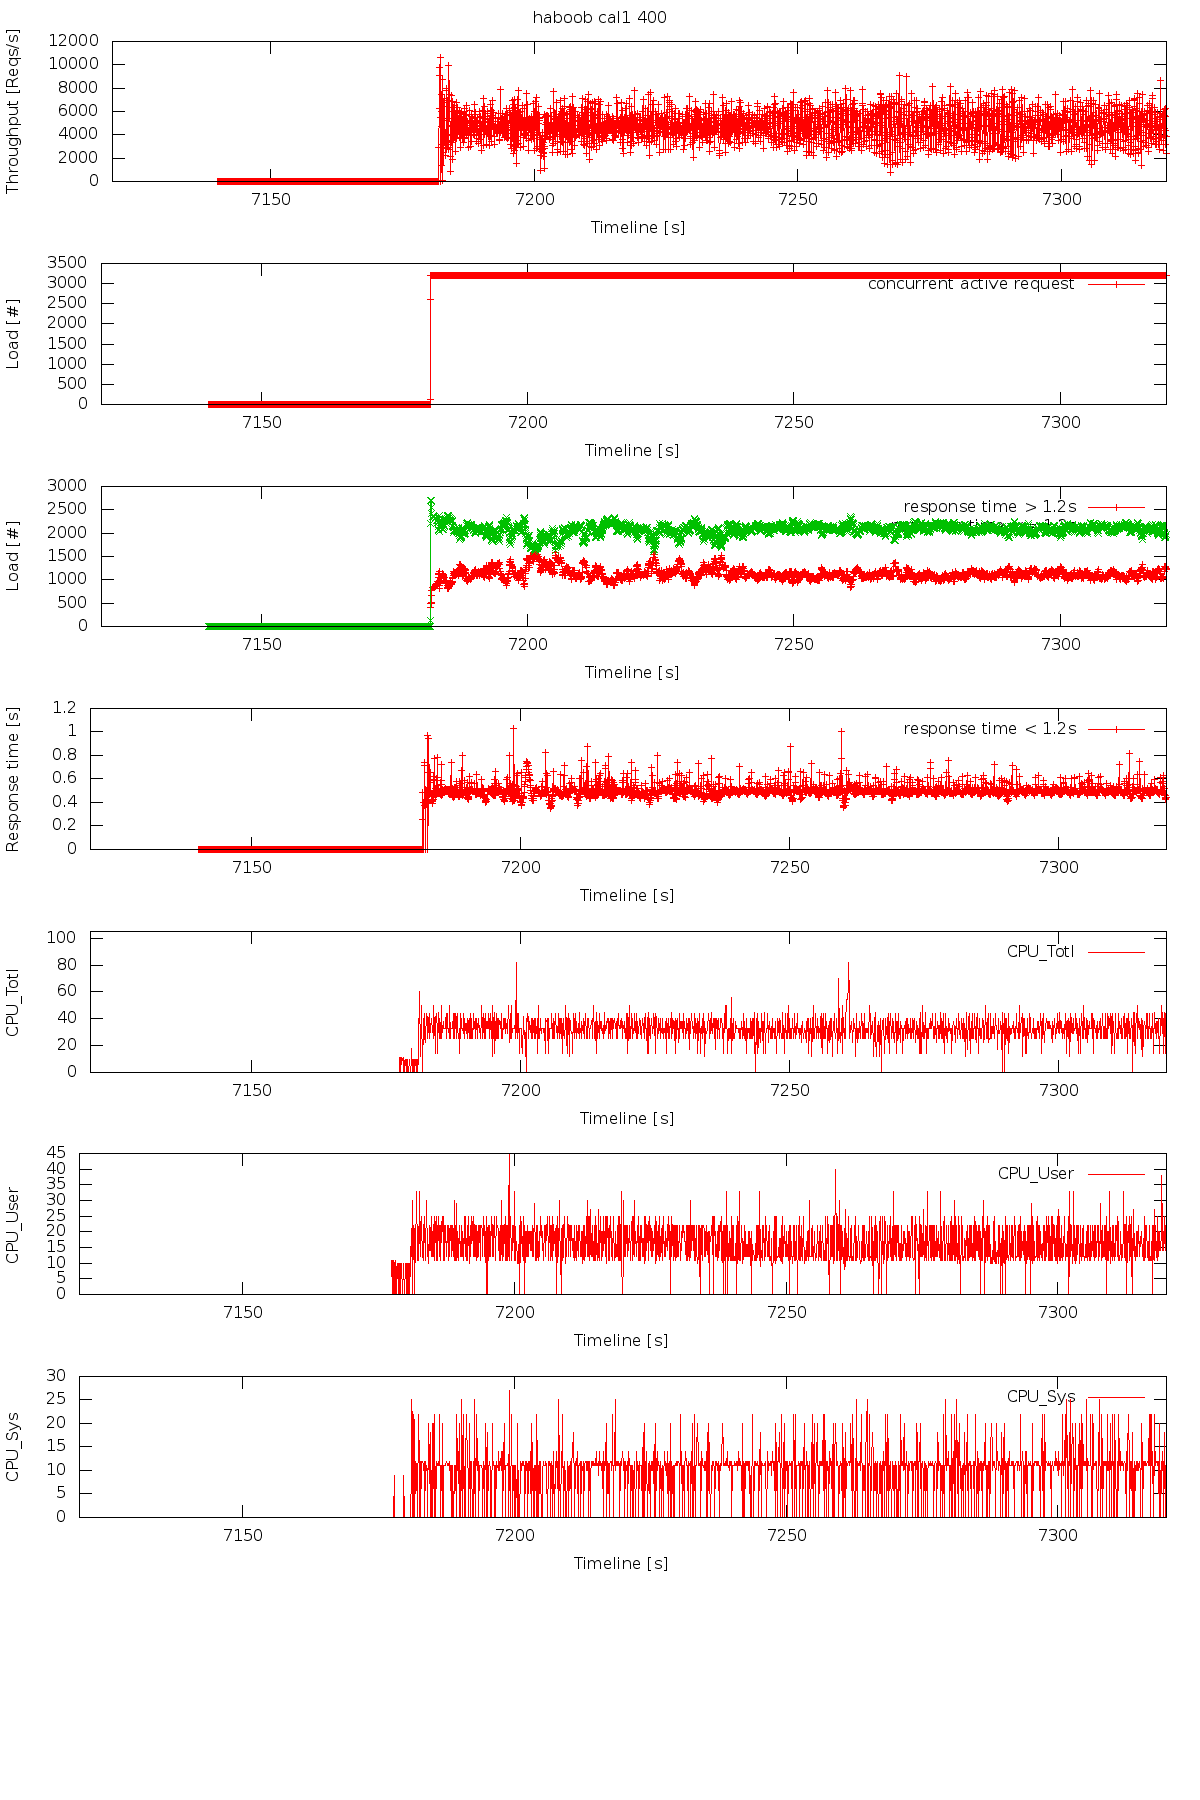 haboob cal1 400
12000
10000
8000
6000
4000
2000
0
Throughput [Reqs/s]
7150 7200 7250 7300
Timeline [s]
3500
3000
2500
2000
1500
1000
500
0
Load [#]
concurrent active request
7150 7200 7250 7300
Timeline [s]
3000
2500
2000
1500
1000
500
0
Load [#]
response time > 1.2s
7150 7200 7250 7300
Timeline [s]
1.2
1
0.8
0.6
0.4
0.2
0
Response time [s]
response time < 1.2s
7150 7200 7250 7300
Timeline [s]
100
80
60
40
20
0
CPU_Totl
CPU_Totl
7150 7200 7250 7300
Timeline [s]
45
40
35
30
25
20
15
10
5
0
CPU_User
CPU_User
7150 7200 7250 7300
Timeline [s]
30
25
20
15
10
5
0
CPU_Sys
CPU_Sys
7150 7200 7250 7300
Timeline [s]